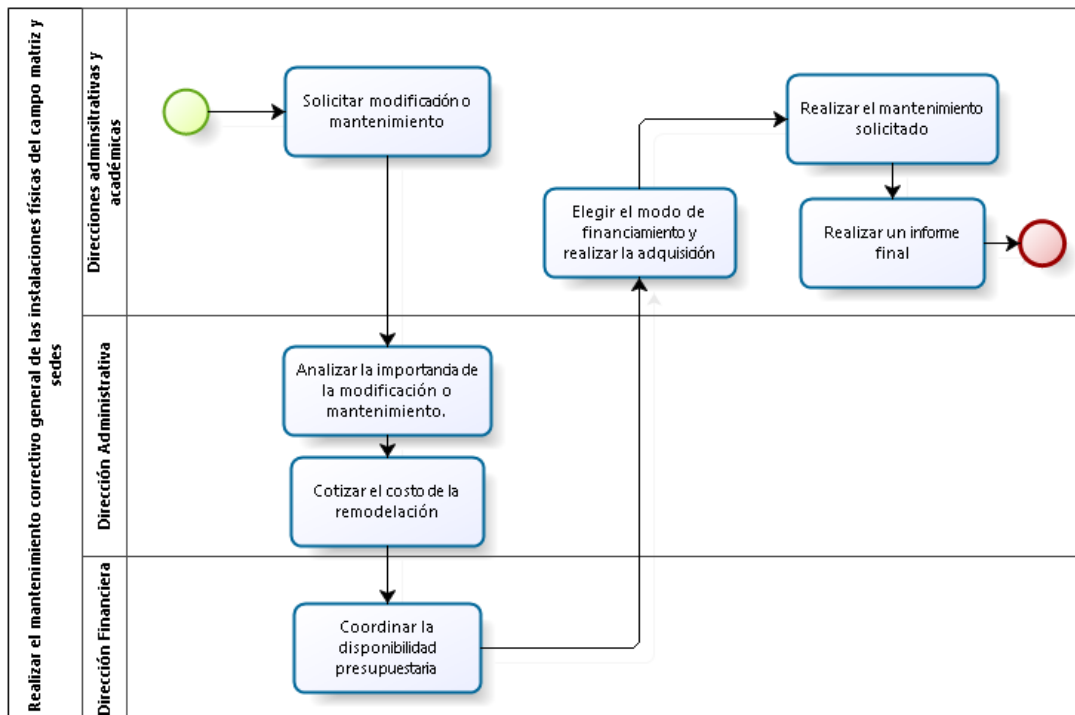 Realizar el mantenimiento correctivo general de las instalaciones físicas del campo matriz y
sedes
Direcciones adminsitrativas y
académicas
Solicitar modificación o
mantenimiento
Elegir el modo de
financiamiento y
realizar la adquisición
Realizar el mantenimiento
solicitado
Realizar un informe
final
Dirección Administrativa
Analizar la importancia de
la modificación o
mantenimiento.
Cotizar el costo de la
remodelación
Dirección Financiera
Coordinar la
disponibilidad
presupuestaria